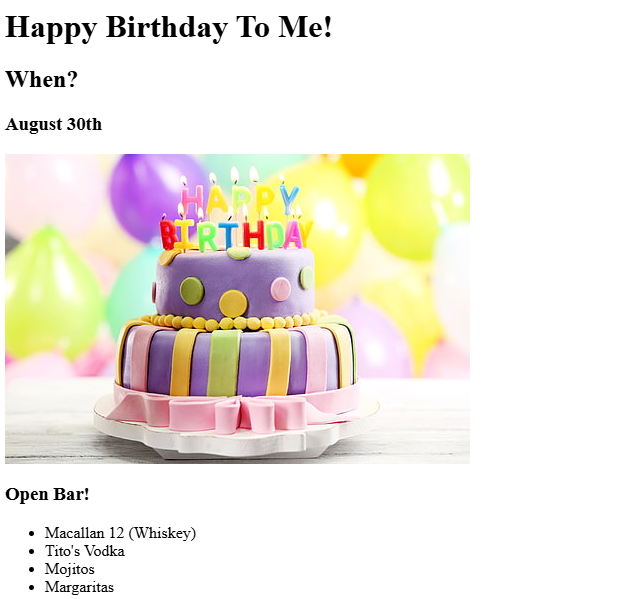 Happy Birthday To Me!
When?
August 30th
HAPPY
BIRTHDAY
Open Bar!
Macallan 12 (Whiskey)
Tito's Vodka
Mojitos
Margaritas